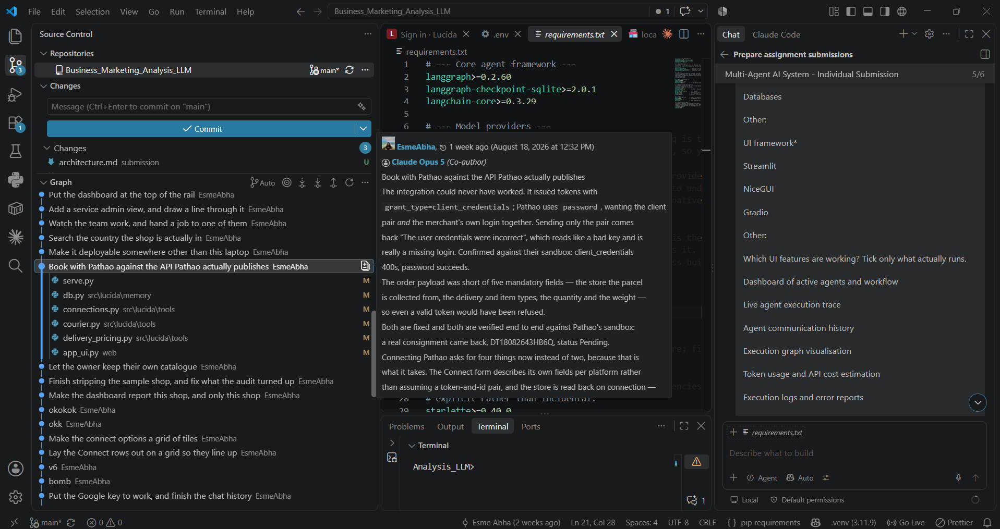 File Edit Selection View Go Run Terminal Help
Business_Marketing_Analysis_LLM
1
Source Control
Repositories
Business_Marketing_Analysis_LLM
main*
Changes
Message (Ctrl+Enter to commit on "main")
Commit
Changes
3
architecture.md submission
U
Graph
Auto
Put the dashboard at the top of the rail EsmeAbha
Add a service admin view, and draw a line through it EsmeAbha
Watch the team work, and hand a job to one of them EsmeAbha
Search the country the shop is actually in EsmeAbha
Make it deployable somewhere other than this laptop EsmeAbha
Book with Pathao against the API Pathao actually publishes EsmeAbha
serve.py
M
db.py src\lucida\memory
M
connections.py src\lucida\tools
M
courier.py src\lucida\tools
M
delivery_pricing.py src\lucida\tools
M
app_ui.py web
M
Let the owner keep their own catalogue EsmeAbha
Finish stripping the sample shop, and fix what the audit turned up EsmeAbha
Make the dashboard report this shop, and only this shop EsmeAbha
okokok EsmeAbha
okk EsmeAbha
Make the connect options a grid of tiles EsmeAbha
Lay the Connect rows out on a grid so they line up EsmeAbha
v6 EsmeAbha
bomb EsmeAbha
Put the Google key to work, and finish the chat history EsmeAbha
3
1
L Sign in · Lucida
.env
requirements.txt
loca
requirements.txt
1 # --- Core agent framework ---
2 langgraph>=0.2.60
3 langgraph-checkpoint-sqlite>=2.0.1
4 langchain-core>=0.3.29
5
6 # --- Model providers ---
EsmeAbha, 1 week ago (August 18, 2026 at 12:32 PM)
Claude Opus 5 (Co-author)
Book with Pathao against the API Pathao actually publishes
The integration could never have worked. It issued tokens with
grant_type=client_credentials ; Pathao uses password , wanting the client
pair and the merchant's own login together. Sending only the pair comes
back "The user credentials were incorrect", which reads like a bad key and is
really a missing login. Confirmed against their sandbox: client_credentials
400s, password succeeds.
The order payload was short of five mandatory fields — the store the parcel
is collected from, the delivery and item types, the quantity and the weight —
so even a valid token would have been refused.
Both are fixed and both are verified end to end against Pathao's sandbox:
a real consignment came back, DT18082643HB6Q, status Pending.
Connecting Pathao asks for four things now instead of two, because that is
what it takes. The Connect form describes its own fields per platform rather
than assuming a token-and-id pair, and the store is read back on connection —
28 # explicit rather than incidental.
29 starlette>=0.40.0
Problems Output Terminal Ports
Terminal
Analysis_LLM>
1
Chat Claude Code
Prepare assignment submissions
Multi-Agent AI System - Individual Submission 5/6
Databases
Other:
UI framework*
Streamlit
NiceGUI
Gradio
Other:
Which UI features are working? Tick only what actually runs.
Dashboard of active agents and workflow
Live agent execution trace
Agent communication history
Execution graph visualisation
Token usage and API cost estimation
Execution logs and error reports
requirements.txt
Describe what to build
Agent Auto
Local Default permissions
main* 0 0
Esme Abha (2 weeks ago) Ln 21, Col 28 Spaces: 4 UTF-8 CRLF { } pip requirements .venv (3.11.9) Go Live Prettier